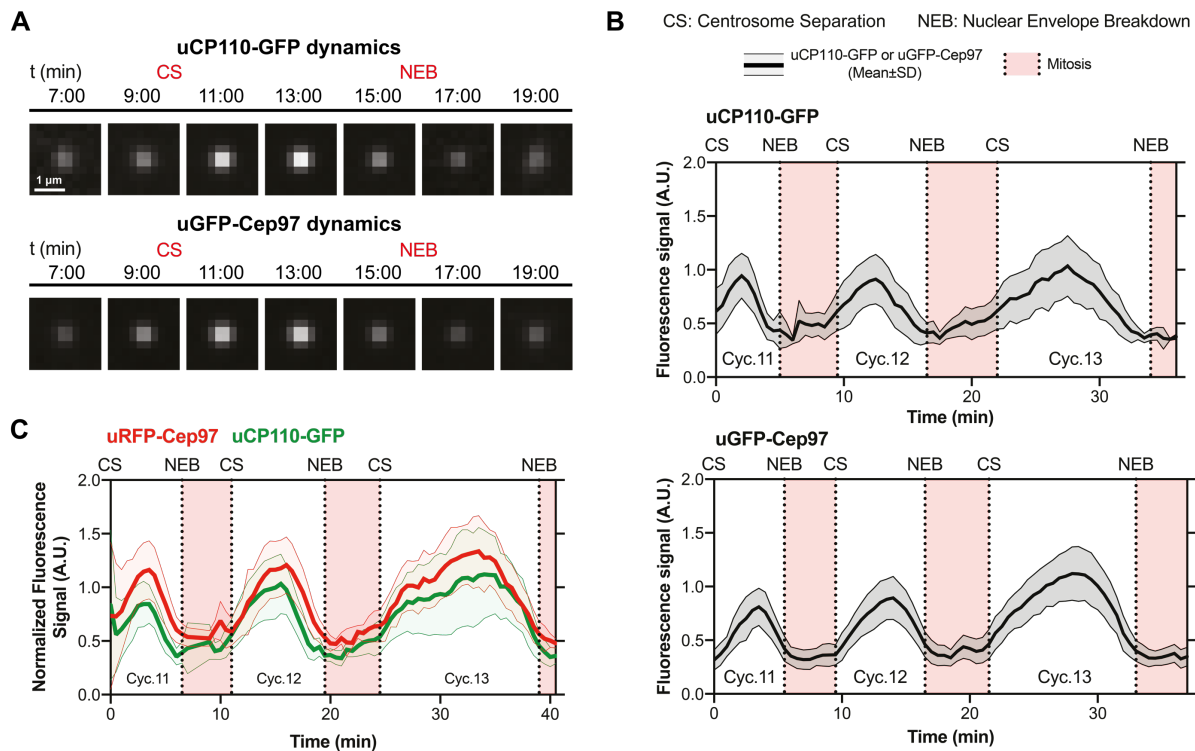 A
uCP110-GFP dynamics
t (min) CS NEB
7:00 9:00 11:00 13:00 15:00 17:00 19:00
1 µm
uGFP-Cep97 dynamics
t (min) CS NEB
7:00 9:00 11:00 13:00 15:00 17:00 19:00
B
CS: Centrosome Separation NEB: Nuclear Envelope Breakdown
uCP110-GFP or uGFP-Cep97
(Mean±SD)
Mitosis
uCP110-GFP
CS NEB CS NEB CS NEB
Fluorescence signal (A.U.)
2.0
1.5
1.0
0.5
0.0
Cyc.11 Cyc.12 Cyc.13
0 10 20 30
Time (min)
uGFP-Cep97
CS NEB CS NEB CS NEB
Fluorescence signal (A.U.)
2.0
1.5
1.0
0.5
0.0
Cyc.11 Cyc.12 Cyc.13
0 10 20 30
Time (min)
C
uRFP-Cep97 uCP110-GFP
CS NEB CS NEB CS NEB
Normalized Fluorescence
Signal (A.U.)
2.0
1.5
1.0
0.5
0.0
Cyc.11 Cyc.12 Cyc.13
0 10 20 30 40
Time (min)